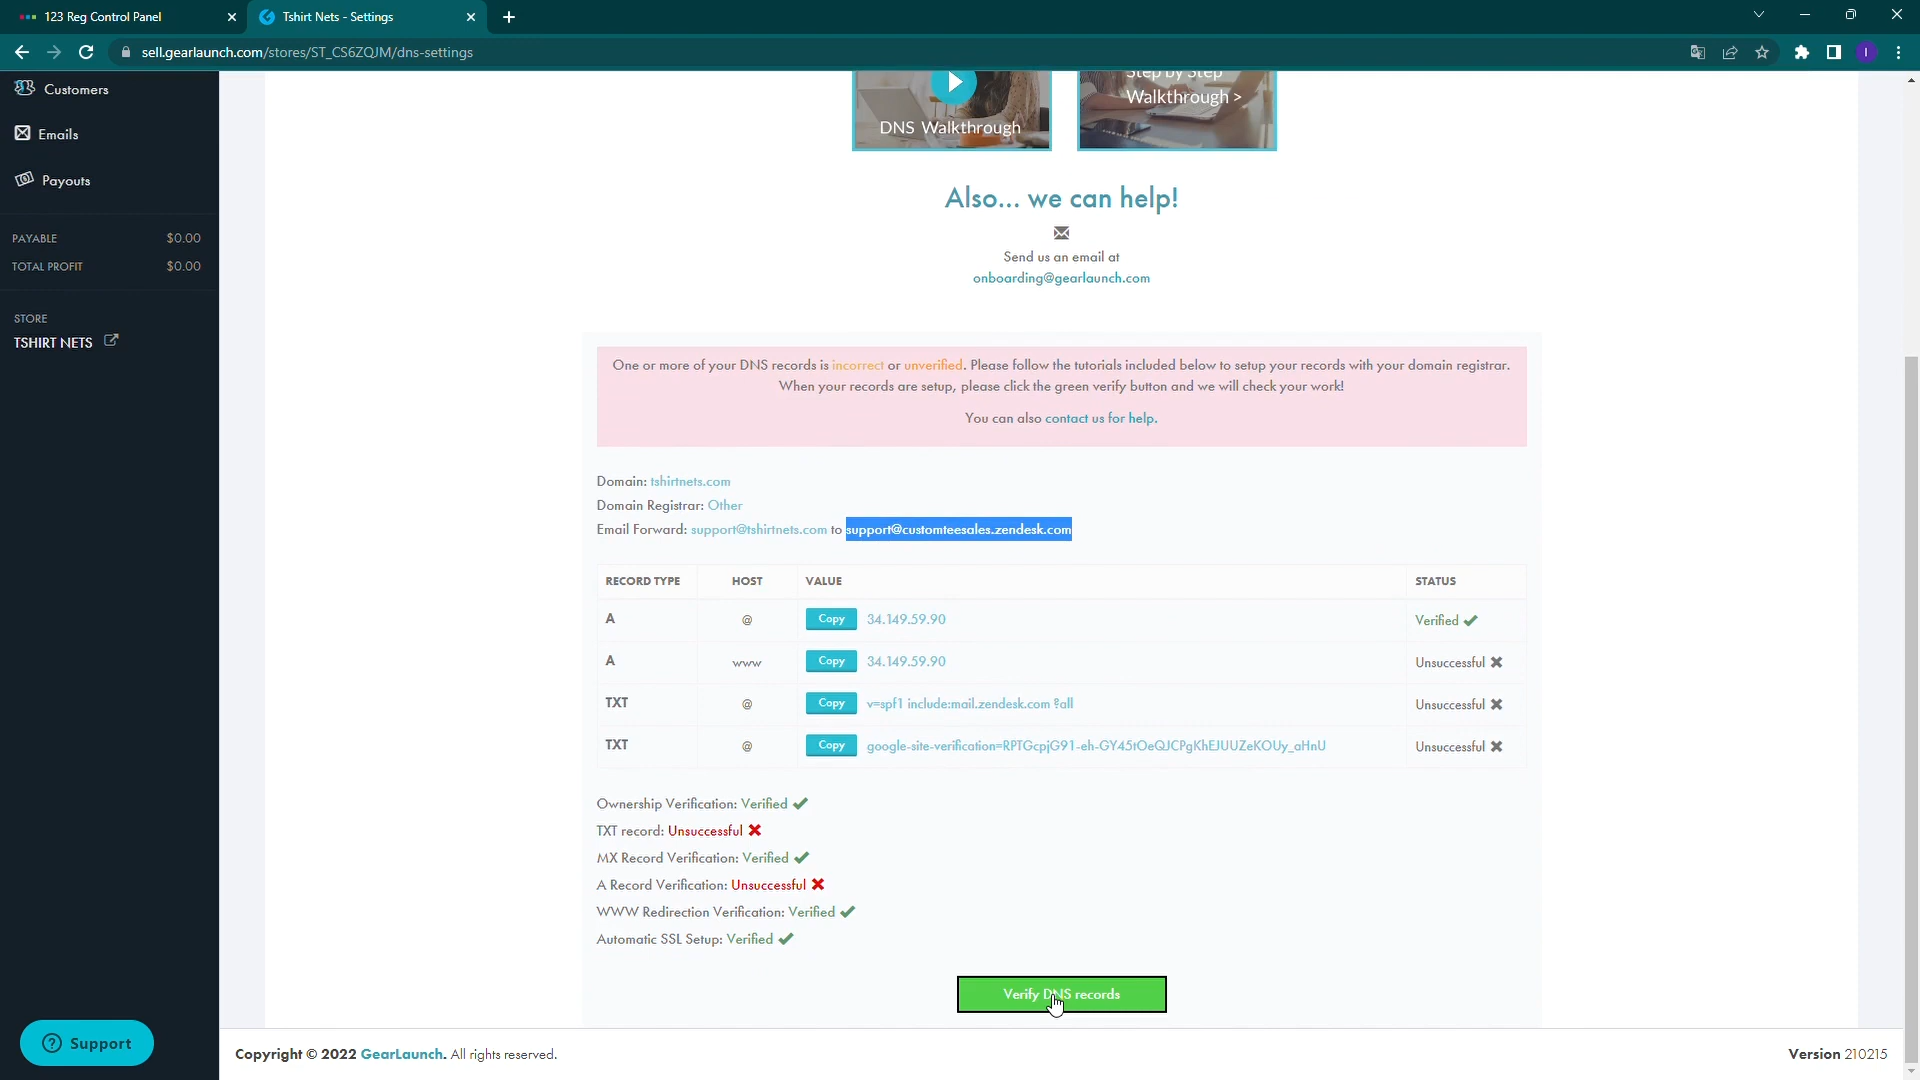 123 Reg Control Panel
Tshirt Nets - Settings
sell.gearlaunch.com/stores/ST_CS6ZQJM/dns-settings
I
Customers
Emails
Payouts
PAYABLE $0.00
TOTAL PROFIT $0.00
STORE
TSHIRT NETS
Support
DNS Walkthrough
Step by Step
Walkthrough >
Also... we can help!
Send us an email at
onboarding@gearlaunch.com
One or more of your DNS records is incorrect or unverified. Please follow the tutorials included below to setup your records with your domain registrar.
When your records are setup, please click the green verify button and we will check your work!
You can also contact us for help.
Domain: tshirtnets.com
Domain Registrar: Other
Email Forward: support@tshirtnets.com to support@customteesales.zendesk.com
RECORD TYPE HOST VALUE STATUS
A @ Copy 34.149.59.90 Verified
A www Copy 34.149.59.90 Unsuccessful
TXT @ Copy v=spf1 include:mail.zendesk.com ?all Unsuccessful
TXT @ Copy google-site-verification=RPTGcpjG91-eh-GY45tOeQJCPgKhEJUUZeKOUy_aHnU Unsuccessful
Ownership Verification: Verified
TXT record: Unsuccessful
MX Record Verification: Verified
A Record Verification: Unsuccessful
WWW Redirection Verification: Verified
Automatic SSL Setup: Verified
Verify DNS records
Copyright © 2022 GearLaunch. All rights reserved.
Version 210215